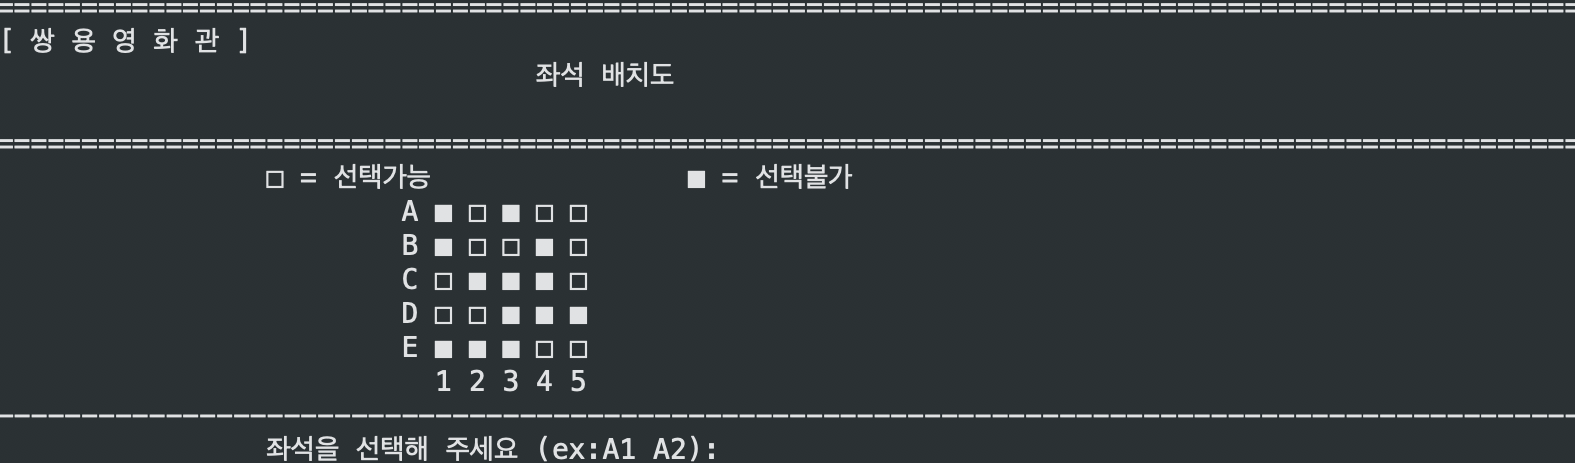 [ 쌍 용 영 화 관 ]
좌석 배치도
□ = 선택가능 ■ = 선택불가
A ■ □ ■ □ □
B ■ □ □ ■ □
C □ ■ ■ ■ □
D □ □ ■ ■ ■
E ■ ■ ■ □ □
1 2 3 4 5
좌석을 선택해 주세요 (ex:A1 A2):